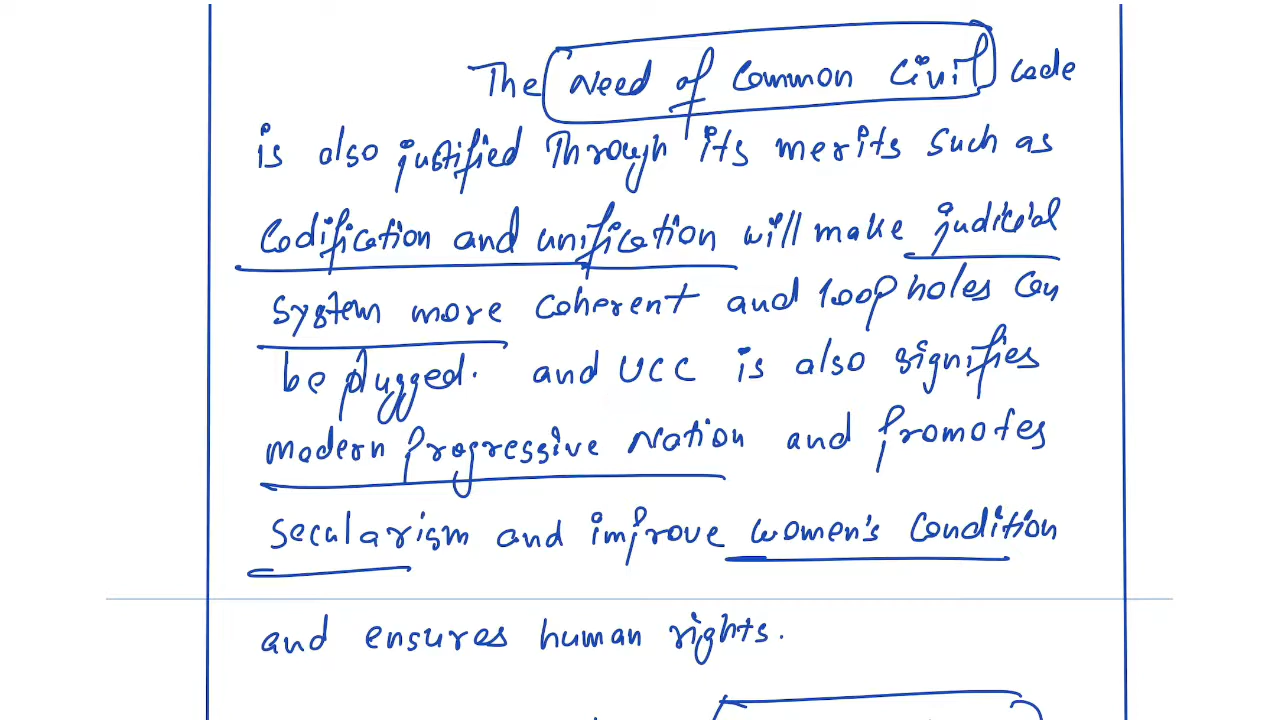 The Need of Common Civil code
is also justified Through its merits such as
Codification and unification will make judicial
system more coherent and loop holes can
be plugged. and UCC is also signifies
modern progressive Nation and promotes
secularism and improve women's condition
and ensures human rights.